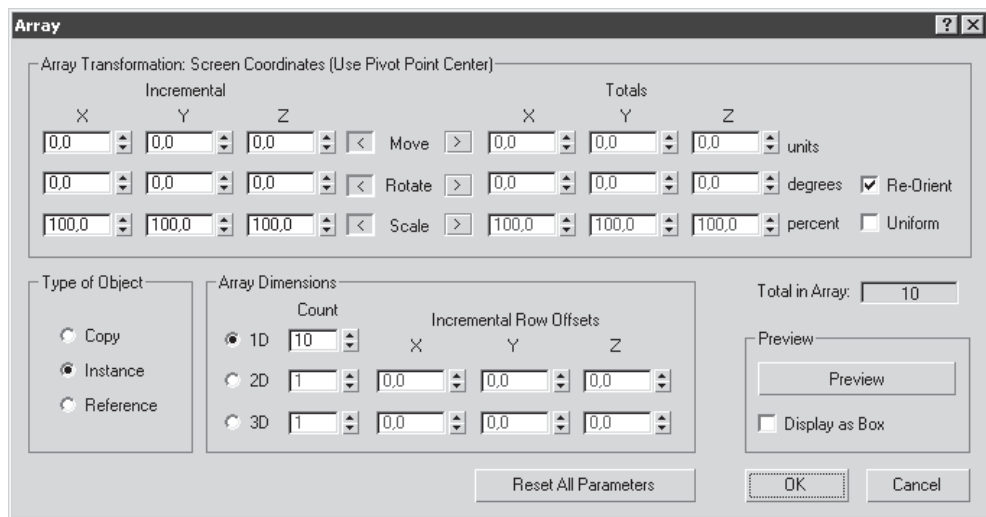 Array
Array Transformation: Screen Coordinates (Use Pivot Point Center)
Incremental Totals
X Y Z X Y Z
0,0 0,0 0,0 < Move > 0,0 0,0 0,0 units
0,0 0,0 0,0 < Rotate > 0,0 0,0 0,0 degrees Re-Orient
100,0 100,0 100,0 < Scale > 100,0 100,0 100,0 percent Uniform
Type of Object
Copy
Instance
Reference
Array Dimensions
Count
Incremental Row Offsets
1D 10 X Y Z
2D 1 0,0 0,0 0,0
3D 1 0,0 0,0 0,0
Total in Array: 10
Preview
Preview
Display as Box
Reset All Parameters OK Cancel